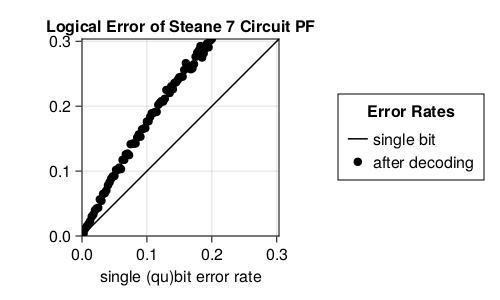 Logical Error of Steane 7 Circuit PF
0.3
0.2
0.1
0.0
0.0 0.1 0.2 0.3
single (qu)bit error rate
Error Rates
single bit
after decoding